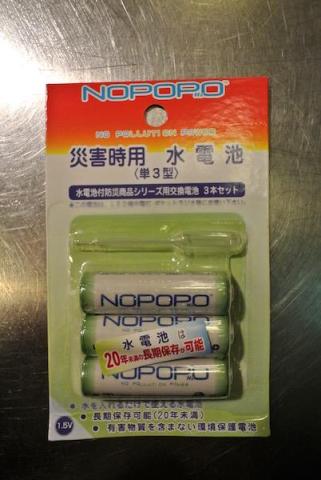 NOPOPO
NO POLLUTION POWER
災害時用 水電池
〈単3型〉
水電池付防災商品シリーズ用交換電池 3本セット
NOPOPO
水電池は
20年未満の長期保存が可能
NOPOPO
NO POLLUTION POWER
• 水を入れるだけで使える水電池
• 長期保存可能(20年未満)
• 有害物質を含まない環境保護電池
1.5V